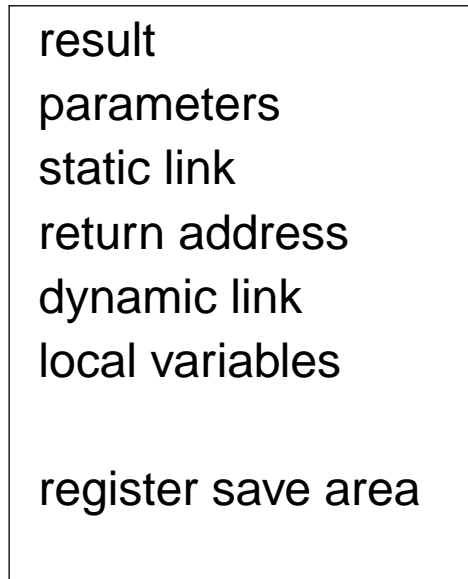 result
parameters
static link
return address
dynamic link
local variables
register save area